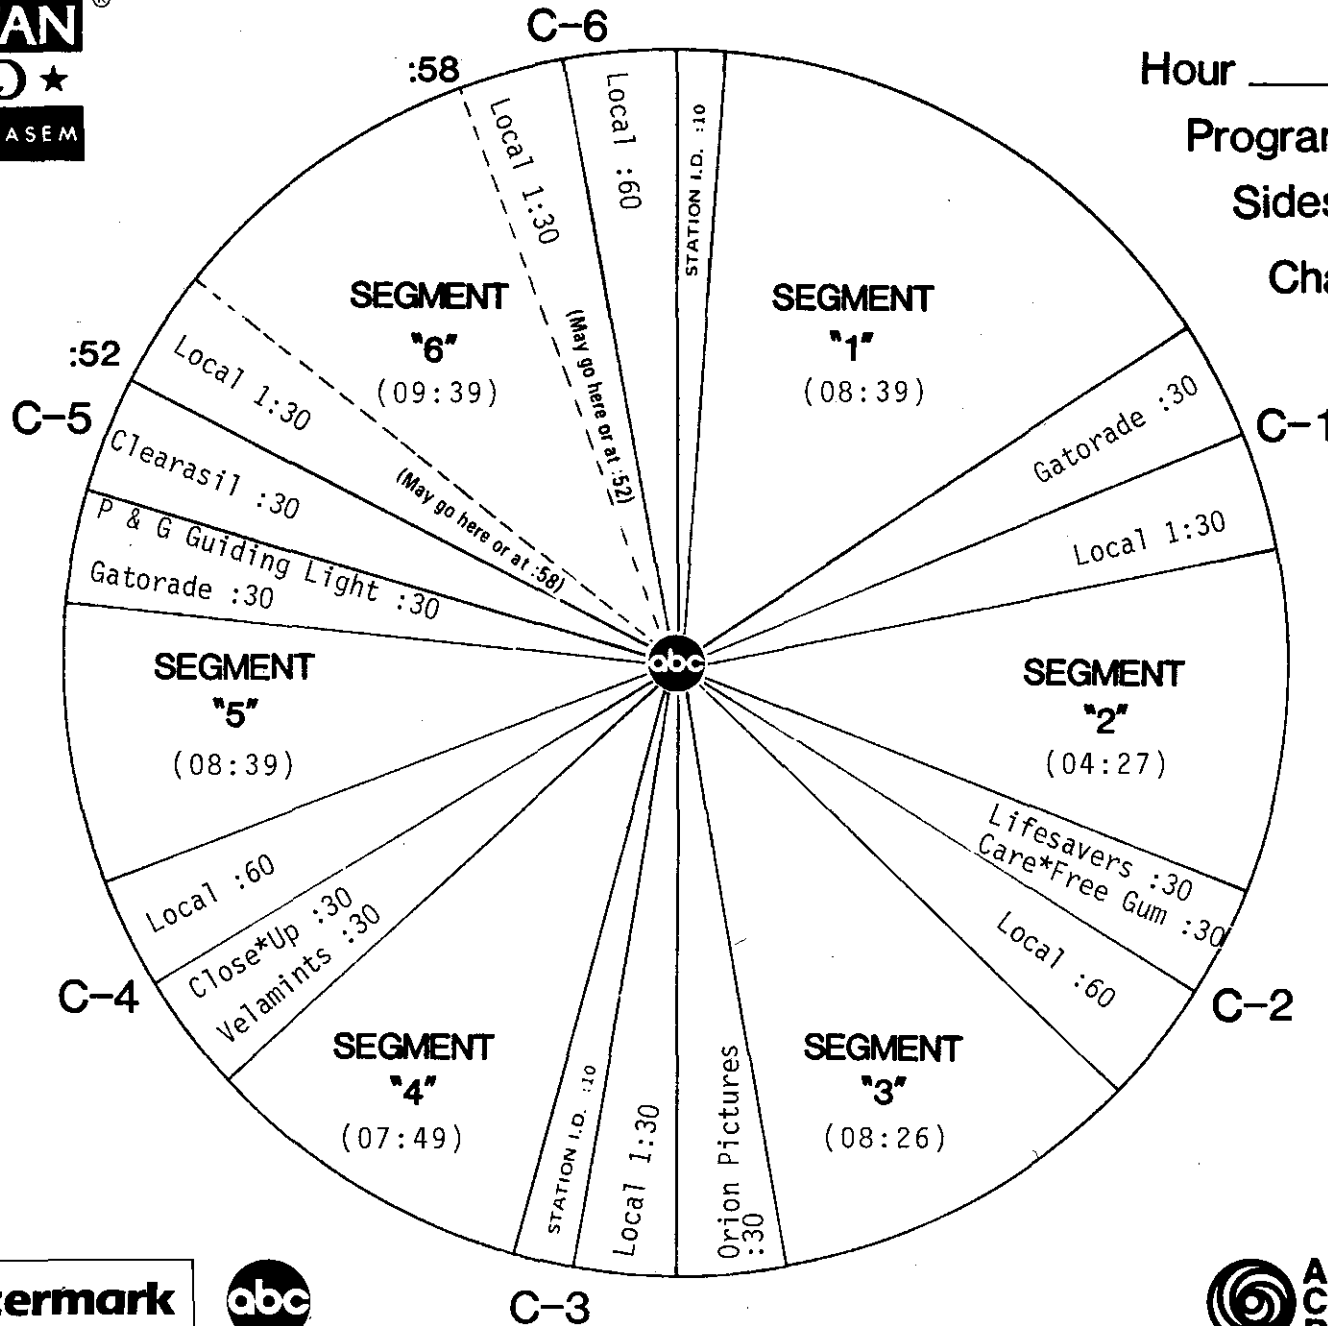 AN ®
ASEM
C-6
:58
Hour
Program
Sides
Cha
Local 1:30
(May go here or at :52)
Local :60
STATION I.D. :10
SEGMENT
"1"
(08:39)
Gatorade :30
C-1
Local 1:30
SEGMENT
"2"
(04:27)
Lifesavers :30
Care*Free Gum :30
C-2
Local :60
SEGMENT
"3"
(08:26)
Orion Pictures
:30
C-3
Local 1:30
STATION I.D. :10
SEGMENT
"4"
(07:49)
Velamints :30
Close*Up :30
C-4
Local :60
SEGMENT
"5"
(08:39)
Gatorade :30
P & G Guiding Light :30
Clearasil :30
C-5
:52
Local 1:30
(May go here or at :58)
SEGMENT
"6"
(09:39)
abc
termark
abc
A
C